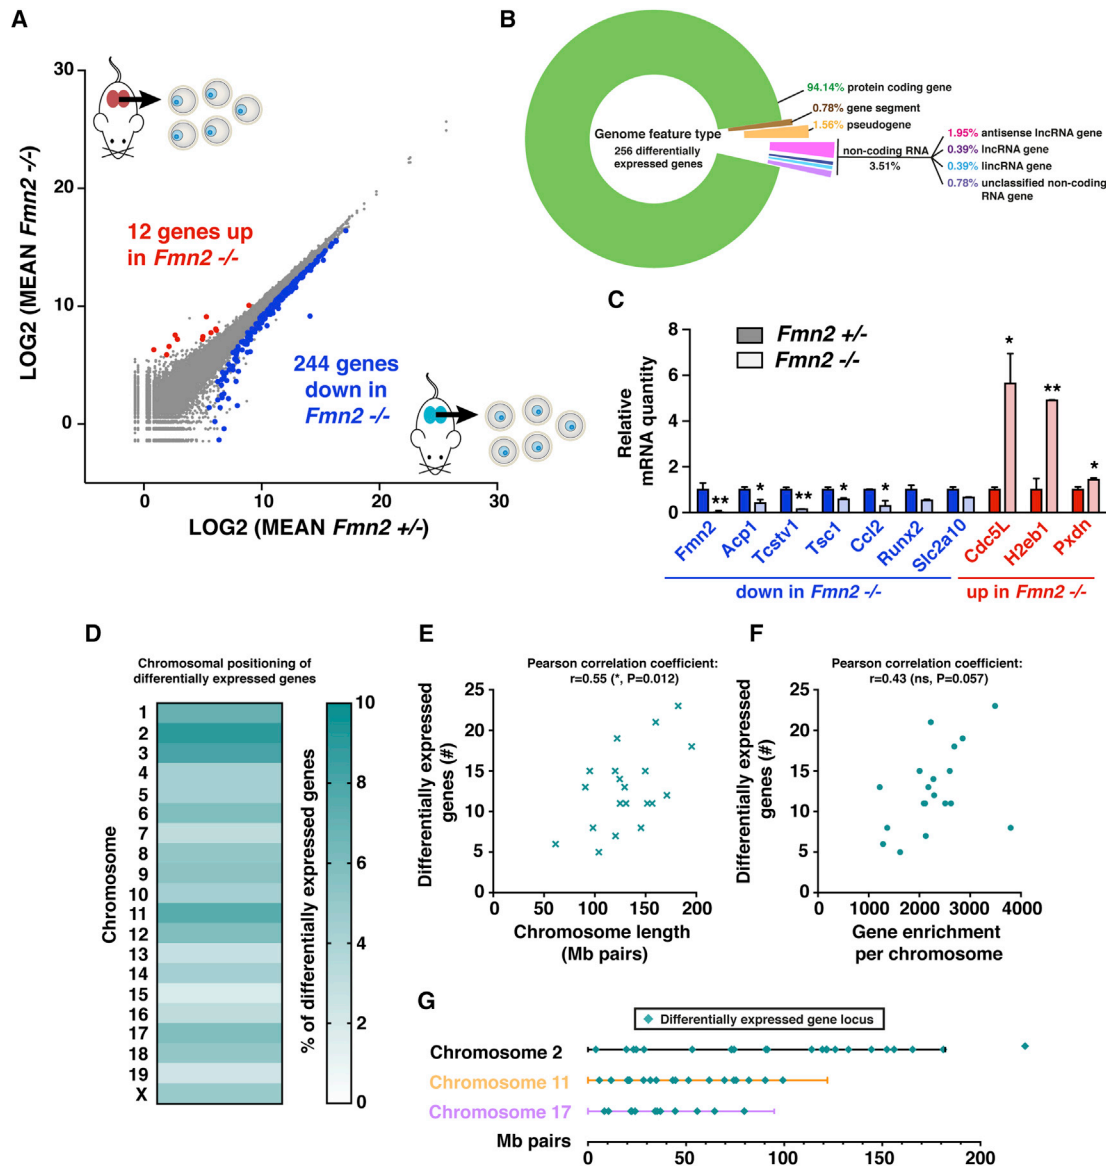 A
30
20
10
0
0
10
20
30
LOG2 (MEAN Fmn2 -/-)
LOG2 (MEAN Fmn2 +/-)
12 genes up
in Fmn2 -/-
244 genes
down in
Fmn2 -/-
B
Genome feature type
256 differentially
expressed genes
94.14% protein coding gene
0.78% gene segment
1.56% pseudogene
non-coding RNA
3.51%
1.95% antisense lncRNA gene
0.39% lncRNA gene
0.39% lincRNA gene
0.78% unclassified non-coding
RNA gene
C
Relative
mRNA quantity
8
6
4
2
0
Fmn2 +/-
Fmn2 -/-
** * ** * * * ** *
Fmn2
Acp1
Tcstv1
Tsc1
Ccl2
Runx2
Slc2a10
Cdc5L
H2eb1
Pxdn
down in Fmn2 -/-
up in Fmn2 -/-
D
Chromosomal positioning of
differentially expressed genes
Chromosome
1
2
3
4
5
6
7
8
9
10
11
12
13
14
15
16
17
18
19
X
% of differentially expressed genes
10
8
6
4
2
0
E
Pearson correlation coefficient:
r=0.55 (*, P=0.012)
Differentially expressed
genes (#)
25
20
15
10
5
0
0
50
100
150
200
Chromosome length
(Mb pairs)
F
Pearson correlation coefficient:
r=0.43 (ns, P=0.057)
Differentially expressed
genes (#)
25
20
15
10
5
0
0
1000
2000
3000
4000
Gene enrichment
per chromosome
G
Differentially expressed gene locus
Chromosome 2
Chromosome 11
Chromosome 17
Mb pairs
0
50
100
150
200